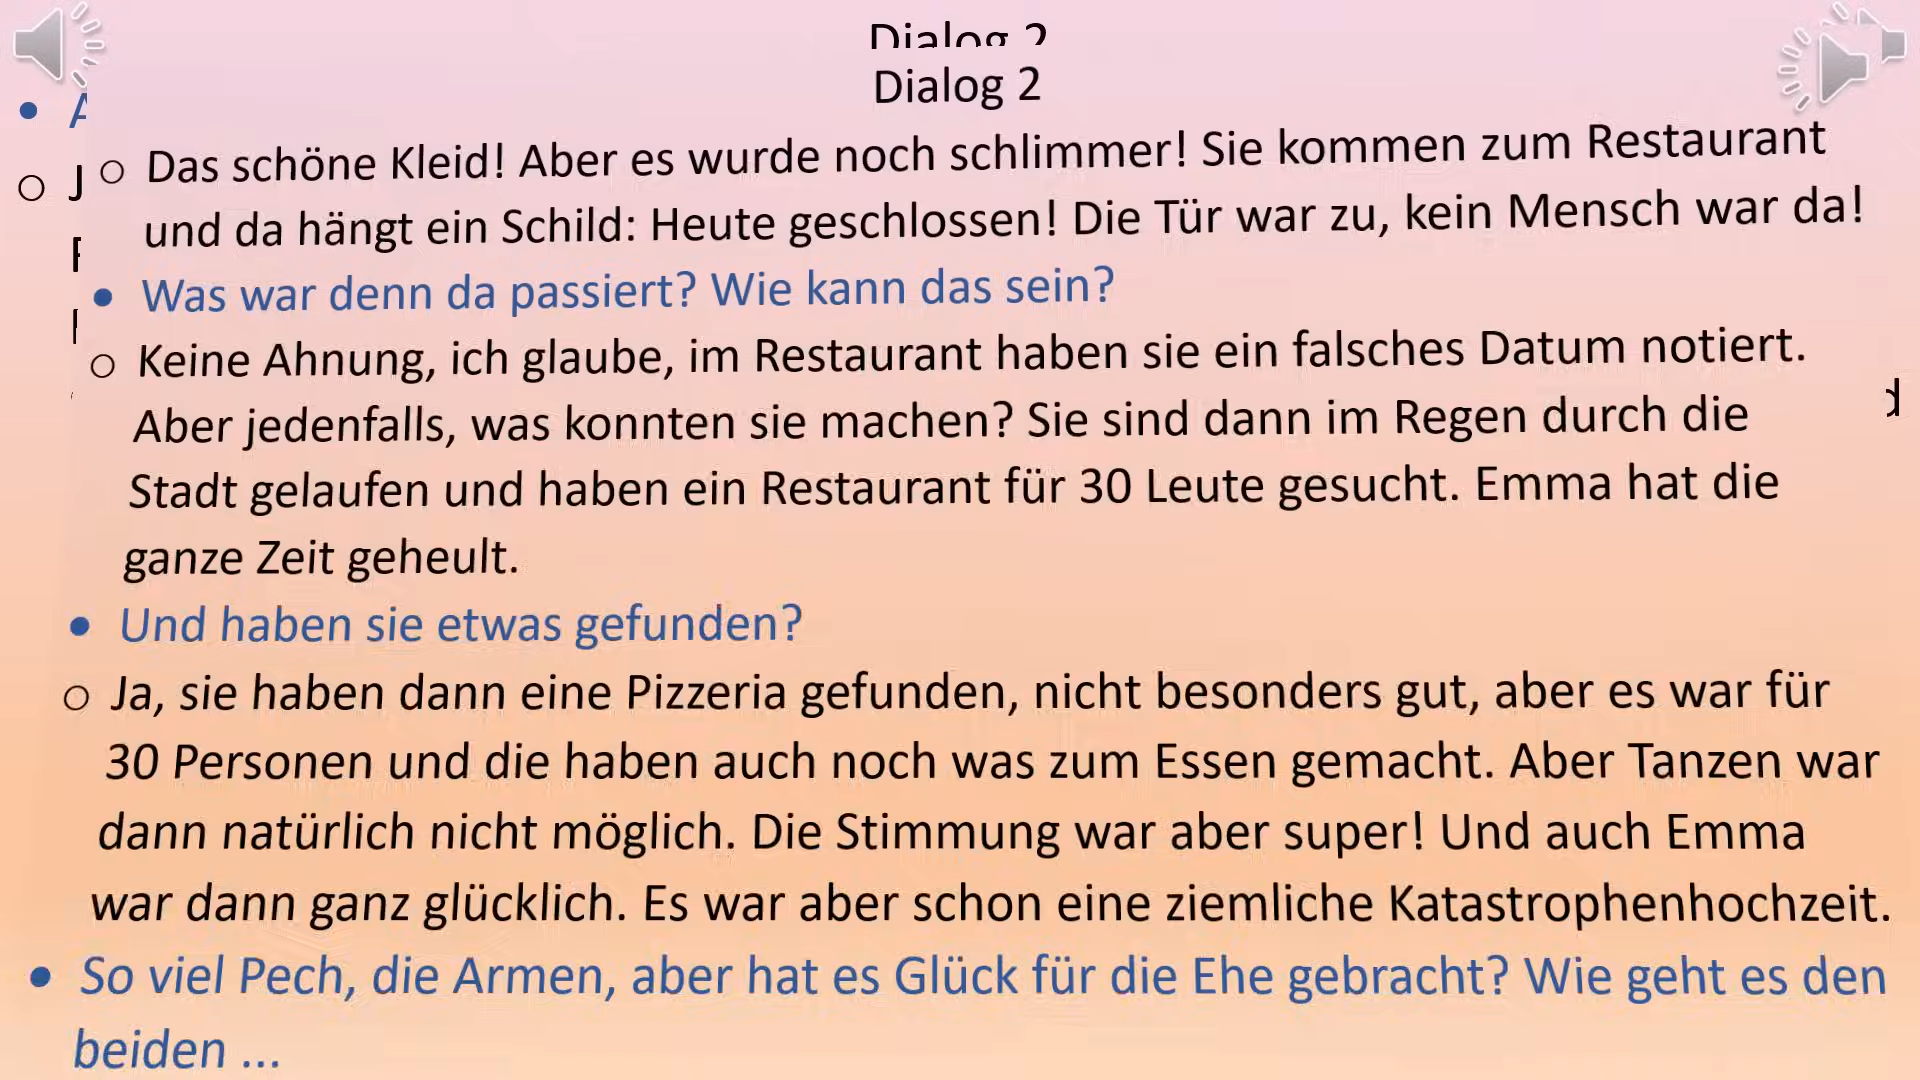 Dialog 2
Dialog 2
Das schöne Kleid! Aber es wurde noch schlimmer! Sie kommen zum Restaurant
und da hängt ein Schild: Heute geschlossen! Die Tür war zu, kein Mensch war da!
Was war denn da passiert? Wie kann das sein?
Keine Ahnung, ich glaube, im Restaurant haben sie ein falsches Datum notiert.
Aber jedenfalls, was konnten sie machen? Sie sind dann im Regen durch die
Stadt gelaufen und haben ein Restaurant für 30 Leute gesucht. Emma hat die
ganze Zeit geheult.
Und haben sie etwas gefunden?
Ja, sie haben dann eine Pizzeria gefunden, nicht besonders gut, aber es war für
30 Personen und die haben auch noch was zum Essen gemacht. Aber Tanzen war
dann natürlich nicht möglich. Die Stimmung war aber super! Und auch Emma
war dann ganz glücklich. Es war aber schon eine ziemliche Katastrophenhochzeit.
So viel Pech, die Armen, aber hat es Glück für die Ehe gebracht? Wie geht es den
beiden ...